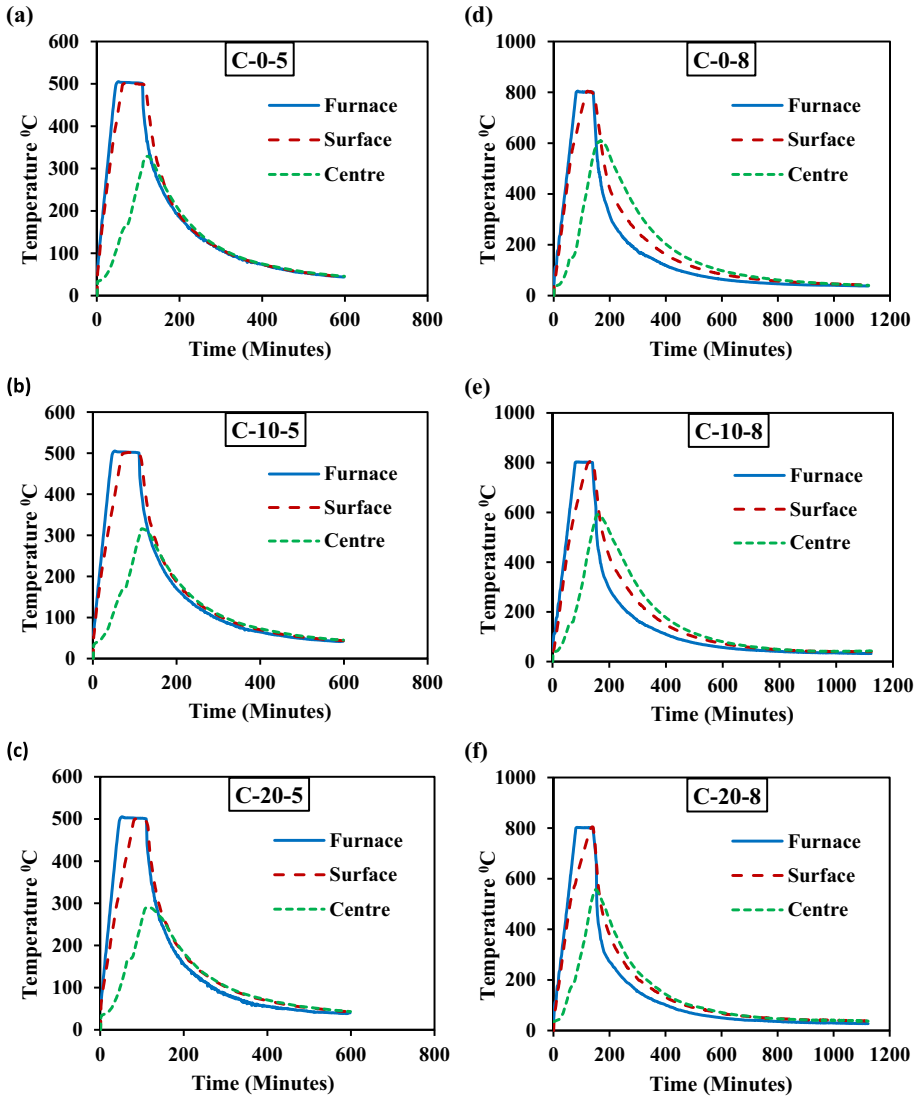 (a)
C-0-5
Temperature ⁰C
600
500
400
300
200
100
0
Furnace
Surface
Centre
0 200 400 600 800
Time (Minutes)
(d)
C-0-8
Temperature ⁰C
1000
800
600
400
200
0
Furnace
Surface
Centre
0 200 400 600 800 1000 1200
Time (Minutes)
(b)
C-10-5
Temperature ⁰C
600
500
400
300
200
100
0
Furnace
Surface
Centre
0 200 400 600 800
Time (Minutes)
(e)
C-10-8
Temperature ⁰C
1000
800
600
400
200
0
Furnace
Surface
Centre
0 200 400 600 800 1000 1200
Time (Minutes)
(c)
C-20-5
Temperature ⁰C
600
500
400
300
200
100
0
Furnace
Surface
Centre
0 200 400 600 800
Time (Minutes)
(f)
C-20-8
Temperature ⁰C
1000
800
600
400
200
0
Furnace
Surface
Centre
0 200 400 600 800 1000 1200
Time (Minutes)